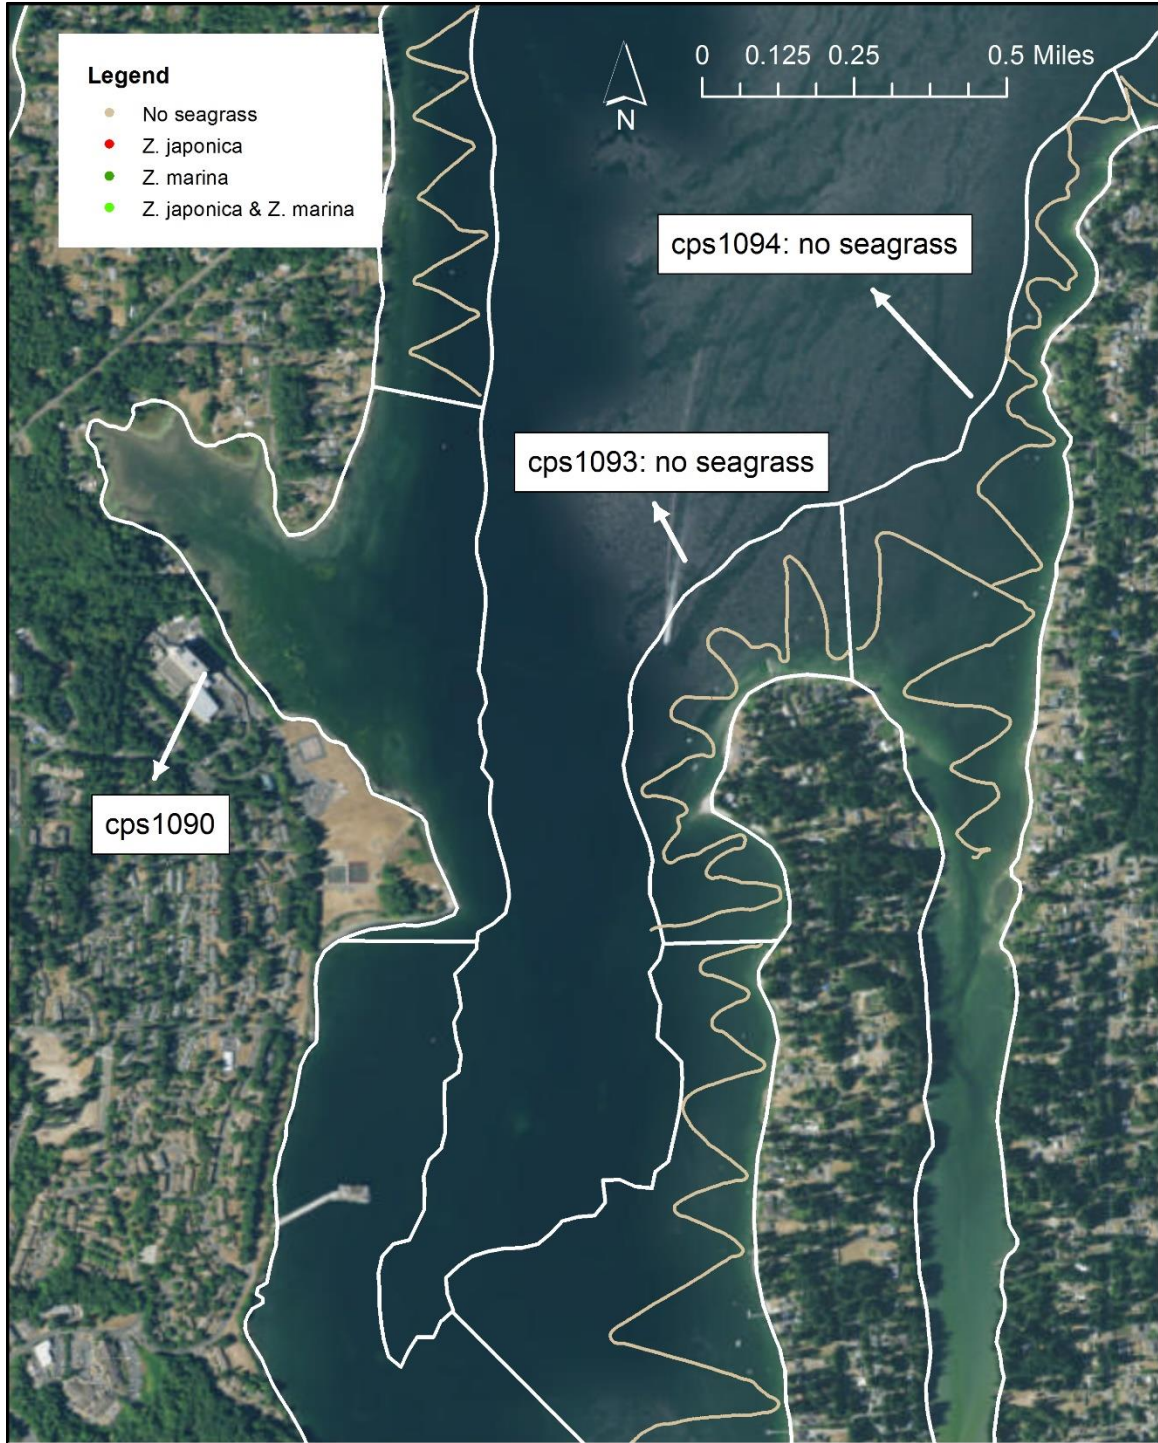 Legend
No seagrass
Z. japonica
Z. marina
Z. japonica & Z. marina
N
0 0.125 0.25 0.5 Miles
cps1094: no seagrass
cps1093: no seagrass
cps1090